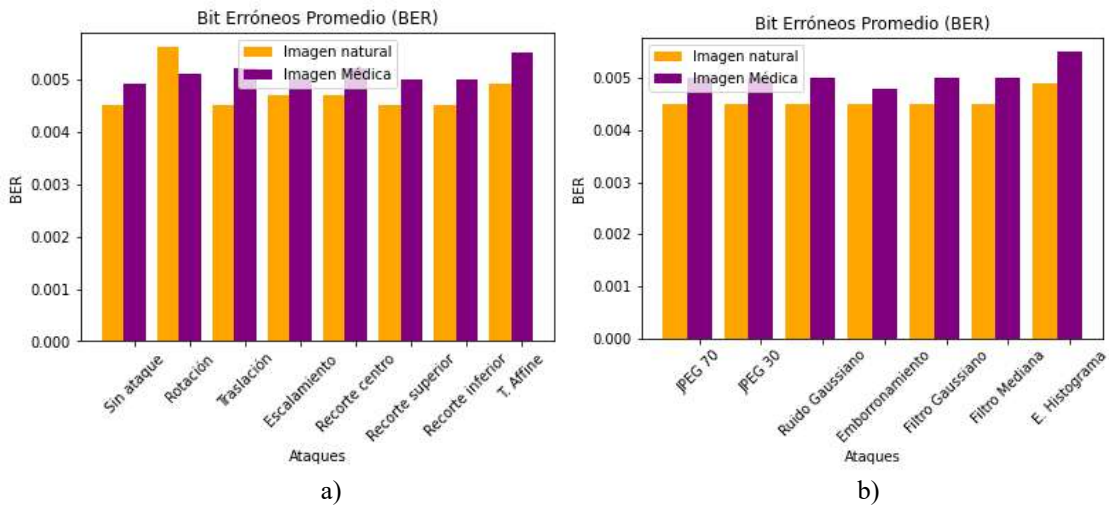 Bit Erróneos Promedio (BER)
Imagen natural
Imagen Médica
0.005
0.004
0.003
0.002
0.001
0.000
BER
Sin ataque
Rotación
Traslación
Escalamiento
Recorte centro
Recorte superior
Recorte inferior
T. Affine
Ataques
a)
Bit Erróneos Promedio (BER)
Imagen natural
Imagen Médica
0.005
0.004
0.003
0.002
0.001
0.000
BER
JPEG 70
JPEG 30
Ruido Gaussiano
Emborronamiento
Filtro Gaussiano
Filtro Mediana
E. Histograma
Ataques
b)